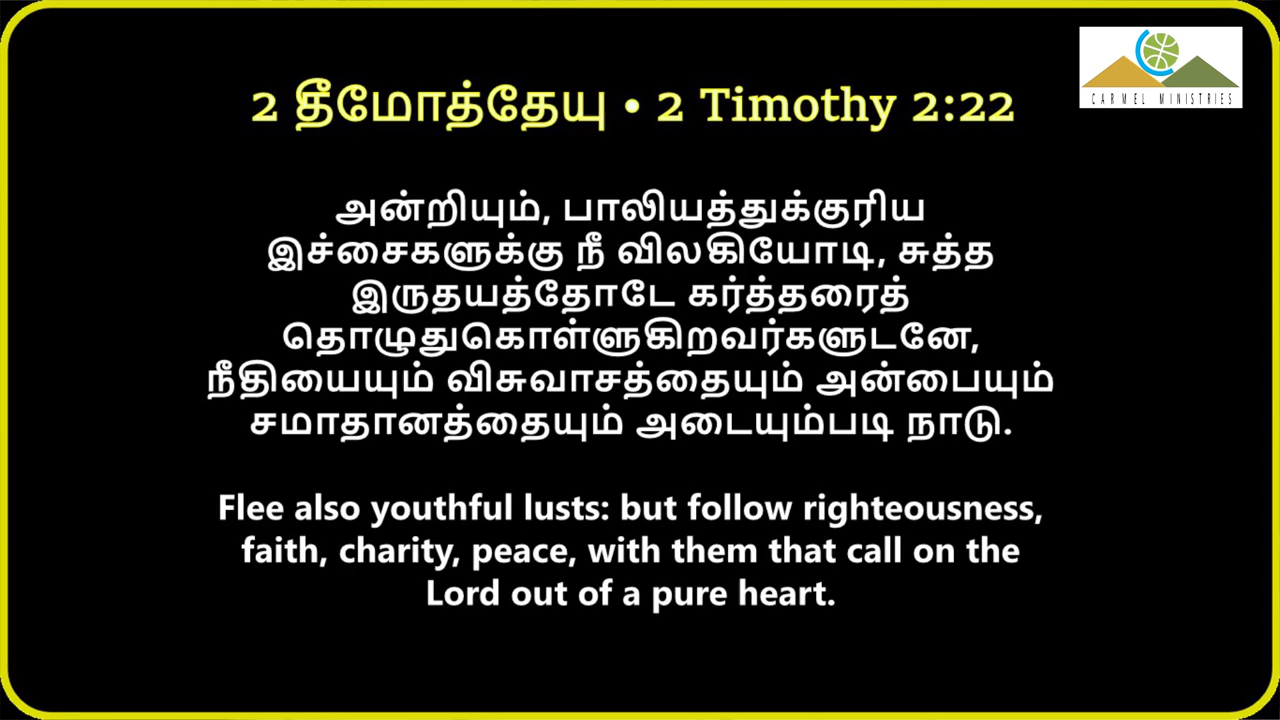 CARMEL MINISTRIES
2 தீமோத்தேயு • 2 Timothy 2:22
அன்றியும், பாலியத்துக்குரிய
இச்சைகளுக்கு நீ விலகியோடி, சுத்த
இருதயத்தோடே கர்த்தரைத்
தொழுதுகொள்ளுகிறவர்களுடனே,
நீதியையும் விசுவாசத்தையும் அன்பையும்
சமாதானத்தையும் அடையும்படி நாடு.
Flee also youthful lusts: but follow righteousness,
faith, charity, peace, with them that call on the
Lord out of a pure heart.